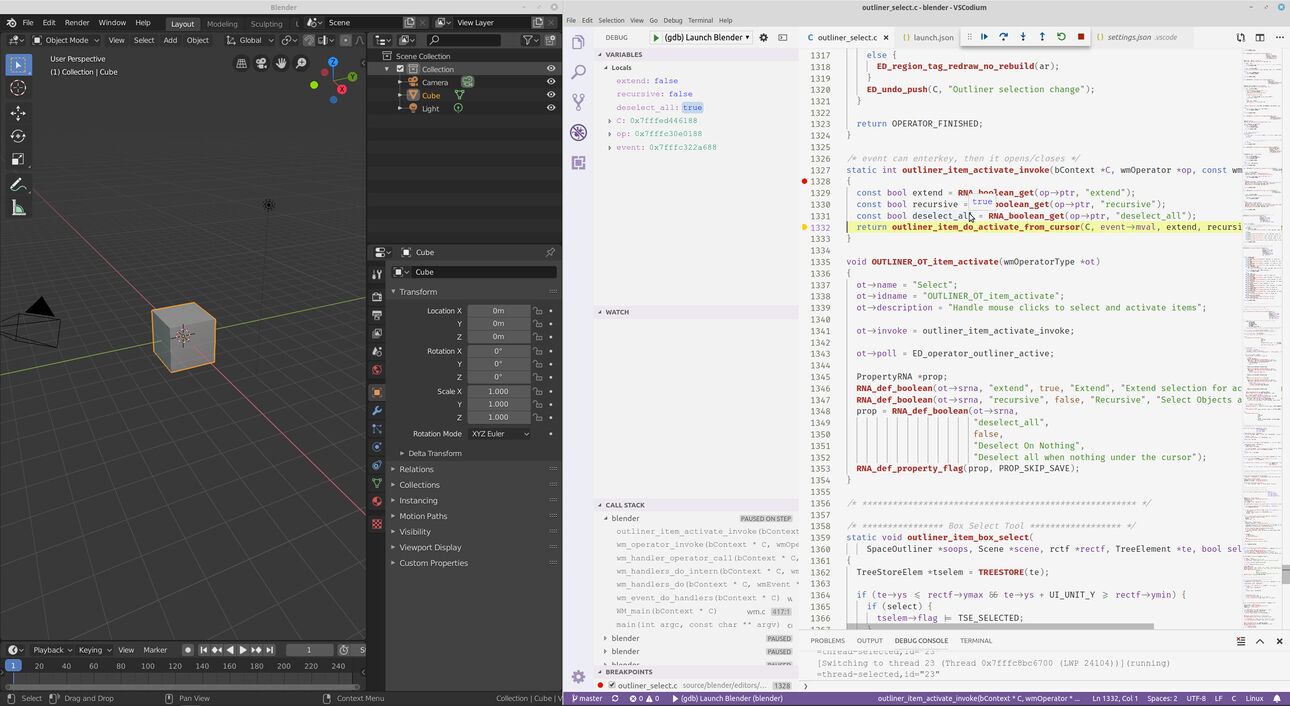 Blender
File Edit Render Window Help Layout Modeling Sculpting Scene View Layer
Object Mode View Select Add Object Global
User Perspective
(1) Collection | Cube
Z
Y
X
Scene Collection
Collection
Camera
Cube
Light
Cube
Cube
Transform
Location X 0m
Y 0m
Z 0m
Rotation X 0°
Y 0°
Z 0°
Scale X 1.000
Y 1.000
Z 1.000
Rotation Mode XYZ Euler
Delta Transform
Relations
Collections
Instancing
Motion Paths
Visibility
Viewport Display
Custom Properties
Playback Keying View Marker 1 S
1 20 40 60 80 100 120 140 160 180 200 220 240
Select Drag and Drop Pan View Context Menu Collection | Cube | V
outliner_select.c - blender - VSCodium
File Edit Selection View Go Debug Terminal Help
DEBUG (gdb) Launch Blender
VARIABLES
Locals
extend: false
recursive: false
deselect_all: true
C: 0x7fffed446188
op: 0x7fffc30e0188
event: 0x7fffc322a688
WATCH
CALL STACK
blender PAUSED ON STEP
outliner_item_activate_invoke(bContext
wm_operator_invoke(bContext * C, wmOpe
wm_handler_operator_call(bContext * C,
wm_handlers_do_intern(bContext * C, wm
wm_handlers_do(bContext * C, wmEvent *
wm_event_do_handlers(bContext * C) w
WM_main(bContext * C) wm.c 417:1
main(int argc, const char ** argv) c
blender PAUSED
blender PAUSED
BREAKPOINTS
outliner_select.c source/blender/editors/... 1328
outliner_select.c launch.json settings.json .vscode
1317 else {
1318 ED_region_tag_redraw_no_rebuild(ar);
1319 }
1320 ED_undo_push(C, "Outliner selection change");
1321 }
1322
1323 return OPERATOR_FINISHED;
1324 }
1325
1326 /* event can enterkey, then it opens/closes */
1327 static int outliner_item_activate_invoke(bContext *C, wmOperator *op, const wm
1328 {
1329 const bool extend = RNA_boolean_get(op->ptr, "extend");
true
1330 const bool recursive = boolean_get(op->ptr, "recursive");
1331 const bool deselect_all = RNA_boolean_get(op->ptr, "deselect_all");
1332 return outliner_item_do_activate_from_cursor(C, event->mval, extend, recursi
1333 }
1334
1335 void OUTLINER_OT_item_activate(wmOperatorType *ot)
1336 {
1337 ot->name = "Select";
1338 ot->idname = "OUTLINER_OT_item_activate";
1339 ot->description = "Handle mouse clicks to select and activate items";
1340
1341 ot->invoke = outliner_item_activate_invoke;
1342
1343 ot->poll = ED_operator_outliner_active;
1344
1345 PropertyRNA *prop;
1346 RNA_def_boolean(ot->srna, "extend", true, "Extend", "Extend selection for ac
1347 RNA_def_boolean(ot->srna, "recursive", false, "Recursive", "Select Objects a
1348 prop = RNA_def_boolean(ot->srna,
1349 "deselect_all",
1350 false,
1351 "Deselect On Nothing",
1352 "Deselect all when nothing under the cursor");
1353 RNA_def_property_flag(prop, PROP_SKIP_SAVE);
1354 }
1355
1356 /* ****************************************************** */
1357
1358 /* **************** Box Select Tool ****************** */
1359 static void outliner_item_box_select(
1360 SpaceOutliner *soops, Scene *scene, rctf *rectf, TreeElement *te, bool sel
1361 {
1362 TreeStoreElem *tselem = TREESTORE(te);
1363
1364 if (te->ys <= rectf->ymax && te->ys + UI_UNIT_Y >= rectf->ymin) {
1365 if (select) {
1366 tselem->flag |= TSE_SELECTED;
PROBLEMS OUTPUT DEBUG CONSOLE TERMINAL
=thread-selected,id="23"
[Switching to thread 23 (Thread 0x7fffc8bc6700 (LWP 24104))](running)
=thread-selected,id="23"
master 0 0 (gdb) Launch Blender (blender) outliner_item_activate_invoke(bContext * C, wmOperator * ... Ln 1332, Col 1 Spaces: 2 UTF-8 LF C Linux